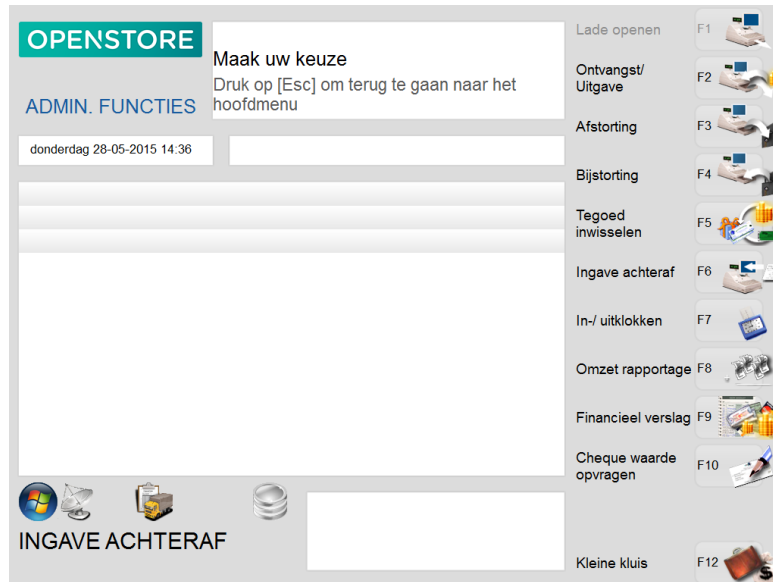 OPENSTORE
Maak uw keuze
Druk op [Esc] om terug te gaan naar het
hoofdmenu
ADMIN. FUNCTIES
donderdag 28-05-2015 14:36
Lade openen F1
Ontvangst/
Uitgave F2
Afstorting F3
Bijstorting F4
Tegoed
inwisselen F5
Ingave achteraf F6
In-/ uitklokken F7
Omzet rapportage F8
Financieel verslag F9
Cheque waarde
opvragen F10
INGAVE ACHTERAF
Kleine kluis F12